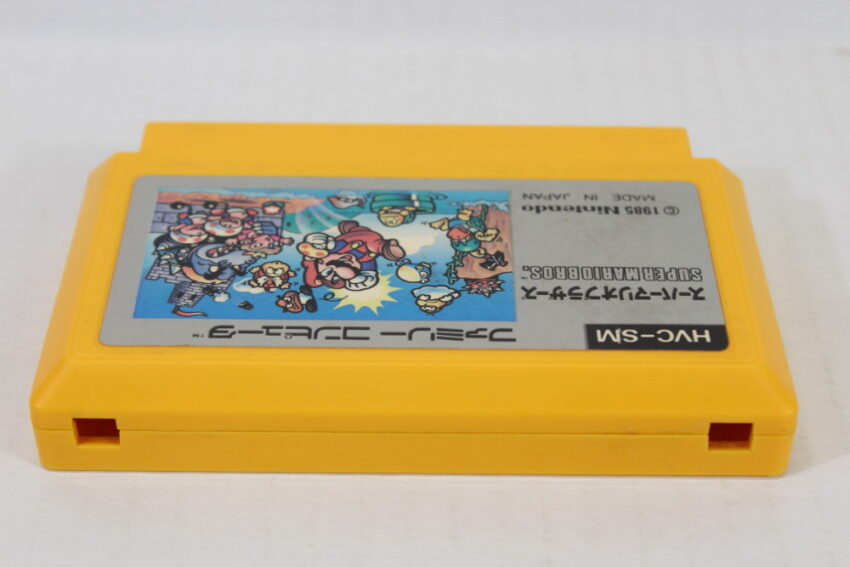 ファミリー コンピュータ™
HVC-SM
スーパーマリオブラザーズ
SUPER MARIO BROS.™
© 1985 Nintendo
MADE IN JAPAN